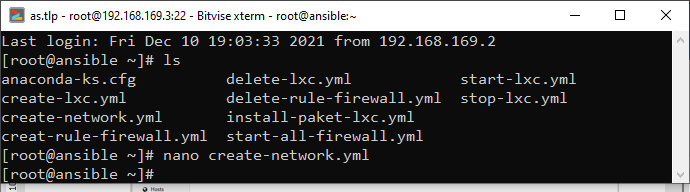 as.tlp - root@192.168.169.3:22 - Bitvise xterm - root@ansible:~
Last login: Fri Dec 10 19:03:33 2021 from 192.168.169.2
[root@ansible ~]# ls
anaconda-ks.cfg delete-lxc.yml start-lxc.yml
create-lxc.yml delete-rule-firewall.yml stop-lxc.yml
create-network.yml install-paket-lxc.yml
creat-rule-firewall.yml start-all-firewall.yml
[root@ansible ~]# nano create-network.yml
[root@ansible ~]#
Hosts